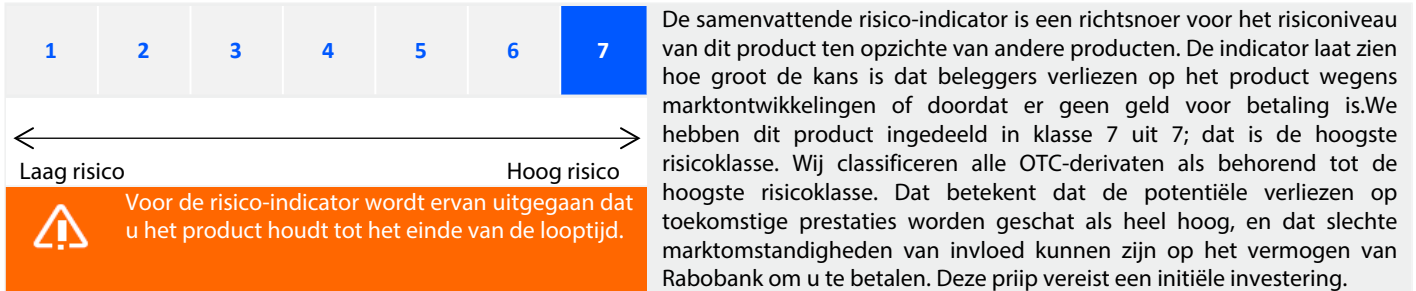 1 2 3 4 5 6 7
Laag risico Hoog risico
Voor de risico-indicator wordt ervan uitgegaan dat
u het product houdt tot het einde van de looptijd.
De samenvattende risico-indicator is een richtsnoer voor het risiconiveau
van dit product ten opzichte van andere producten. De indicator laat zien
hoe groot de kans is dat beleggers verliezen op het product wegens
marktontwikkelingen of doordat er geen geld voor betaling is.We
hebben dit product ingedeeld in klasse 7 uit 7; dat is de hoogste
risicoklasse. Wij classificeren alle OTC-derivaten als behorend tot de
hoogste risicoklasse. Dat betekent dat de potentiële verliezen op
toekomstige prestaties worden geschat als heel hoog, en dat slechte
marktomstandigheden van invloed kunnen zijn op het vermogen van
Rabobank om u te betalen. Deze priip vereist een initiële investering.